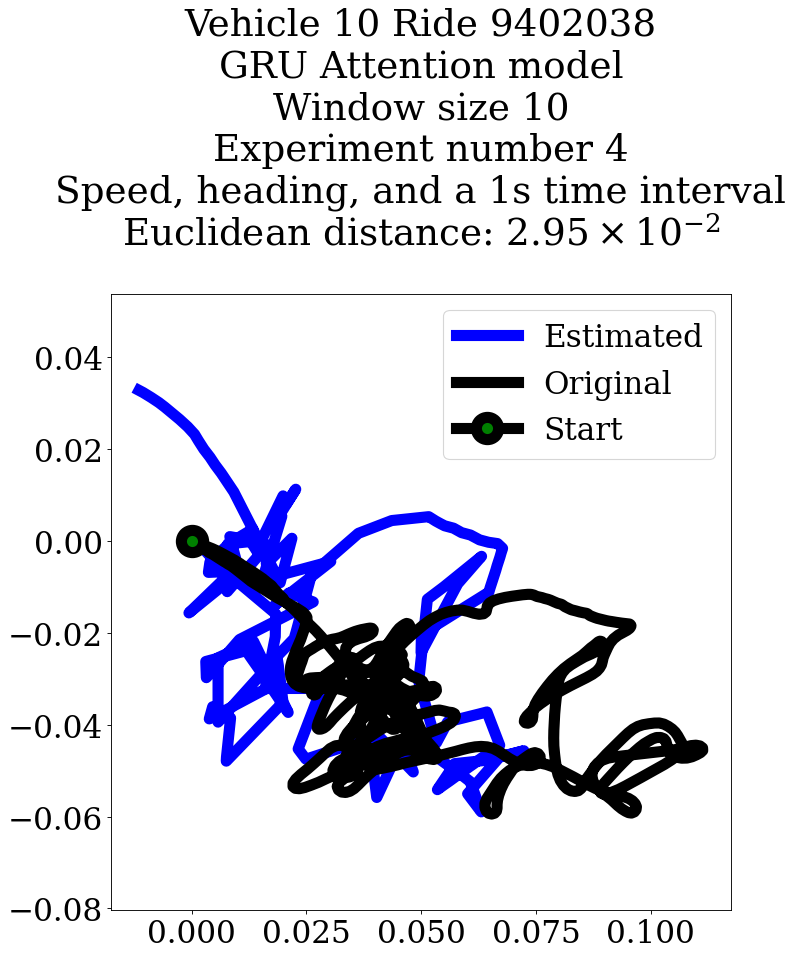 Vehicle 10 Ride 9402038
GRU Attention model
Window size 10
Experiment number 4
Speed, heading, and a 1s time interval
Euclidean distance: 2.95 × 10⁻²
Estimated
Original
Start
0.04
0.02
0.00
−0.02
−0.04
−0.06
−0.08
0.000 0.025 0.050 0.075 0.100